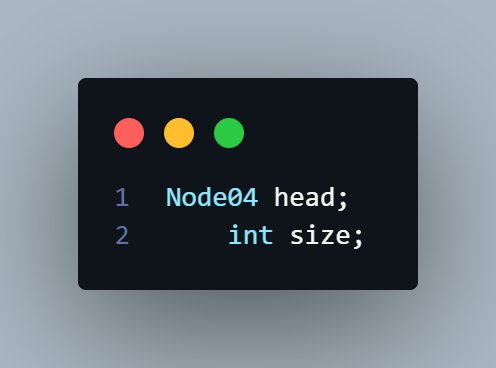 1 Node04 head;
2 int size;